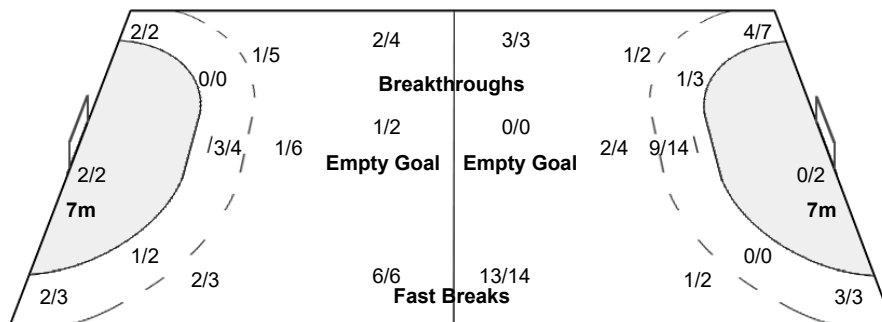 2/2 2/4 3/3 4/7
1/5 1/2
0/0 Breakthroughs 1/3
1/2 0/0
3/4 1/6 2/4 9/14
Empty Goal Empty Goal
2/2 0/2
7m 7m
1/2 0/0
2/3 6/6 13/14 1/2
2/3 Fast Breaks 3/3